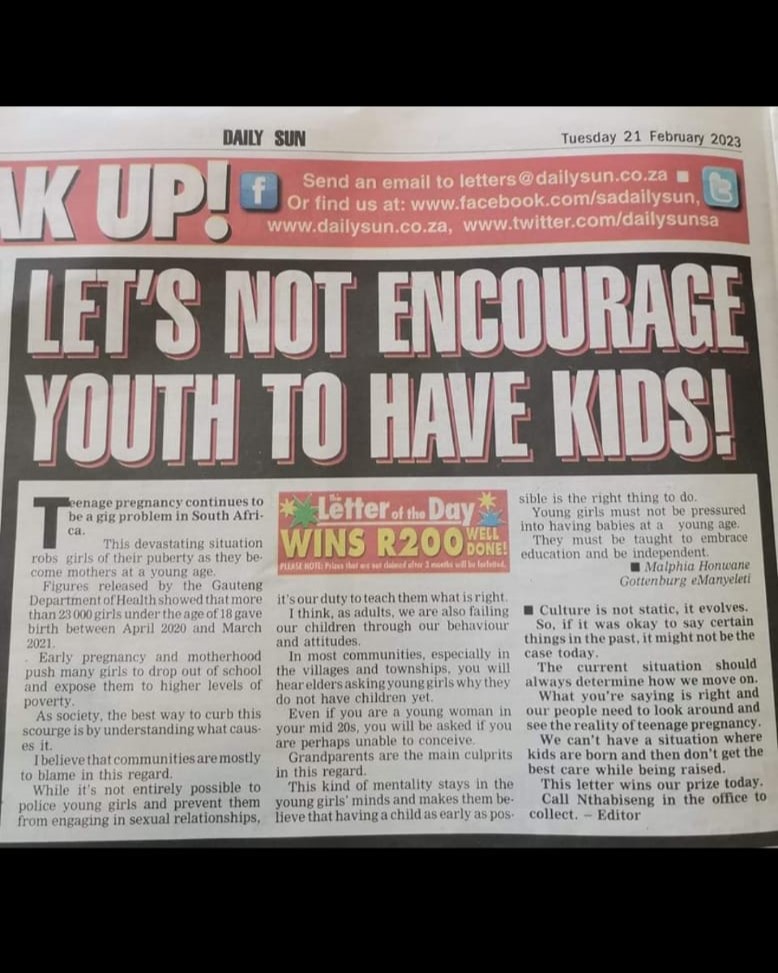 DAILY SUN
Tuesday 21 February 2023
AK UP!
Send an email to letters@dailysun.co.za ■
Or find us at: www.facebook.com/sadailysun,
www.dailysun.co.za, www.twitter.com/dailysunsa
LET'S NOT ENCOURAGE
YOUTH TO HAVE KIDS!
Teenage pregnancy continues to
be a gig problem in South Afri-
ca.
This devastating situation
robs girls of their puberty as they be-
come mothers at a young age.
Figures released by the Gauteng
Department of Health showed that more
than 23 000 girls under the age of 18 gave
birth between April 2020 and March
2021.
Early pregnancy and motherhood
push many girls to drop out of school
and expose them to higher levels of
poverty.
As society, the best way to curb this
scourge is by understanding what caus-
es it.
I believe that communities are mostly
to blame in this regard.
While it's not entirely possible to
police young girls and prevent them
from engaging in sexual relationships,
The
Letter of the Day
WINS R200 WELL DONE!
PLEASE NOTE: Prizes that are not claimed after 3 months will be forfeited.
it's our duty to teach them what is right.
I think, as adults, we are also failing
our children through our behaviour
and attitudes.
In most communities, especially in
the villages and townships, you will
hear elders asking young girls why they
do not have children yet.
Even if you are a young woman in
your mid 20s, you will be asked if you
are perhaps unable to conceive.
Grandparents are the main culprits
in this regard.
This kind of mentality stays in the
young girls' minds and makes them be-
lieve that having a child as early as pos-
sible is the right thing to do.
Young girls must not be pressured
into having babies at a young age.
They must be taught to embrace
education and be independent.
■ Malphia Honwane
Gottenburg eManyeleti
■ Culture is not static, it evolves.
So, if it was okay to say certain
things in the past, it might not be the
case today.
The current situation should
always determine how we move on.
What you're saying is right and
our people need to look around and
see the reality of teenage pregnancy.
We can't have a situation where
kids are born and then don't get the
best care while being raised.
This letter wins our prize today.
Call Nthabiseng in the office to
collect. – Editor